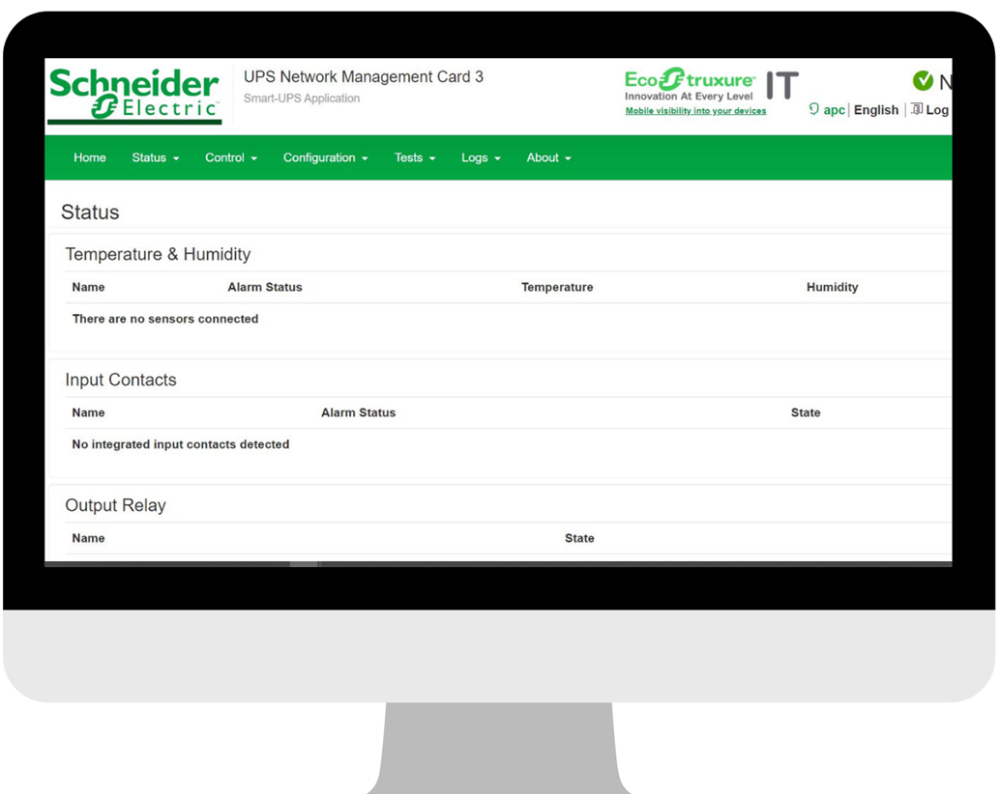 Schneider Electric
UPS Network Management Card 3
Smart-UPS Application
EcoStruxure IT
Innovation At Every Level
Mobile visibility into your devices
apc | English | Log
Home Status Control Configuration Tests Logs About
Status
Temperature & Humidity
Name Alarm Status Temperature Humidity
There are no sensors connected
Input Contacts
Name Alarm Status State
No integrated input contacts detected
Output Relay
Name State